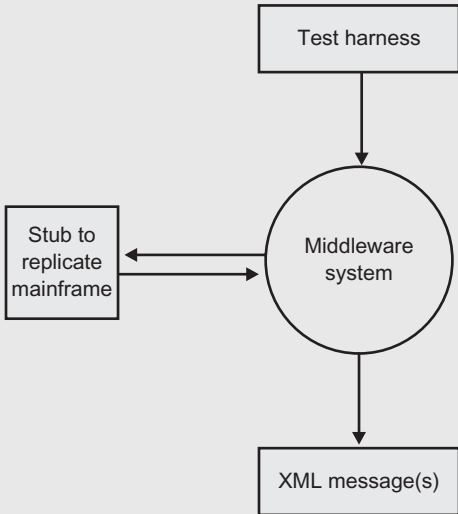 Test harness
Stub to
replicate
mainframe
Middleware
system
XML message(s)